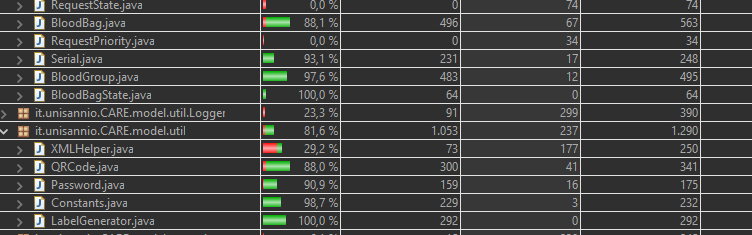 RequestState.java 0,0 % 0 74 74
BloodBag.java 88,1 % 496 67 563
RequestPriority.java 0,0 % 0 34 34
Serial.java 93,1 % 231 17 248
BloodGroup.java 97,6 % 483 12 495
BloodBagState.java 100,0 % 64 0 64
it.unisannio.CARE.model.util.Logger 23,3 % 91 299 390
it.unisannio.CARE.model.util 81,6 % 1.053 237 1.290
XMLHelper.java 29,2 % 73 177 250
QRCode.java 88,0 % 300 41 341
Password.java 90,9 % 159 16 175
Constants.java 98,7 % 229 3 232
LabelGenerator.java 100,0 % 292 0 292